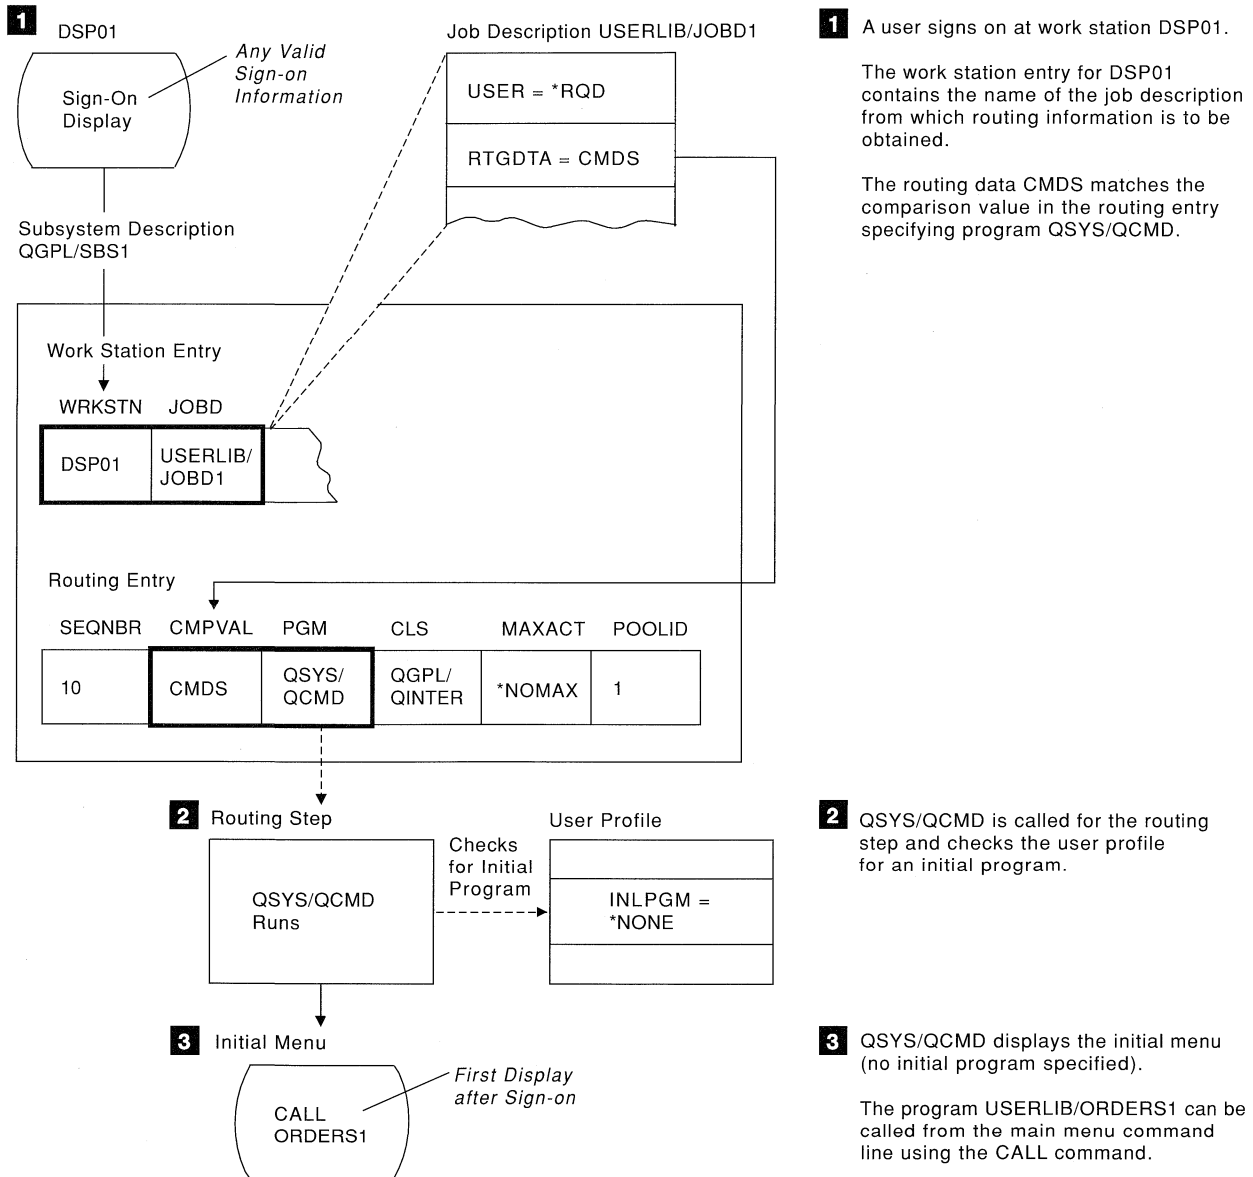 1
DSP01
Any Valid
Sign-on
Information
Sign-On
Display
Job Description USERLIB/JOBD1
USER = *RQD
RTGDTA = CMDS
1
A user signs on at work station DSP01.
The work station entry for DSP01
contains the name of the job description
from which routing information is to be
obtained.
The routing data CMDS matches the
comparison value in the routing entry
specifying program QSYS/QCMD.
Subsystem Description
QGPL/SBS1
Work Station Entry
WRKSTN JOBD
DSP01
USERLIB/
JOBD1
Routing Entry
SEQNBR CMPVAL PGM CLS MAXACT POOLID
10
CMDS
QSYS/
QCMD
QGPL/
QINTER
*NOMAX
1
2
Routing Step
QSYS/QCMD
Runs
Checks
for Initial
Program
User Profile
INLPGM =
*NONE
2
QSYS/QCMD is called for the routing
step and checks the user profile
for an initial program.
3
Initial Menu
CALL
ORDERS1
First Display
after Sign-on
3
QSYS/QCMD displays the initial menu
(no initial program specified).
The program USERLIB/ORDERS1 can be
called from the main menu command
line using the CALL command.